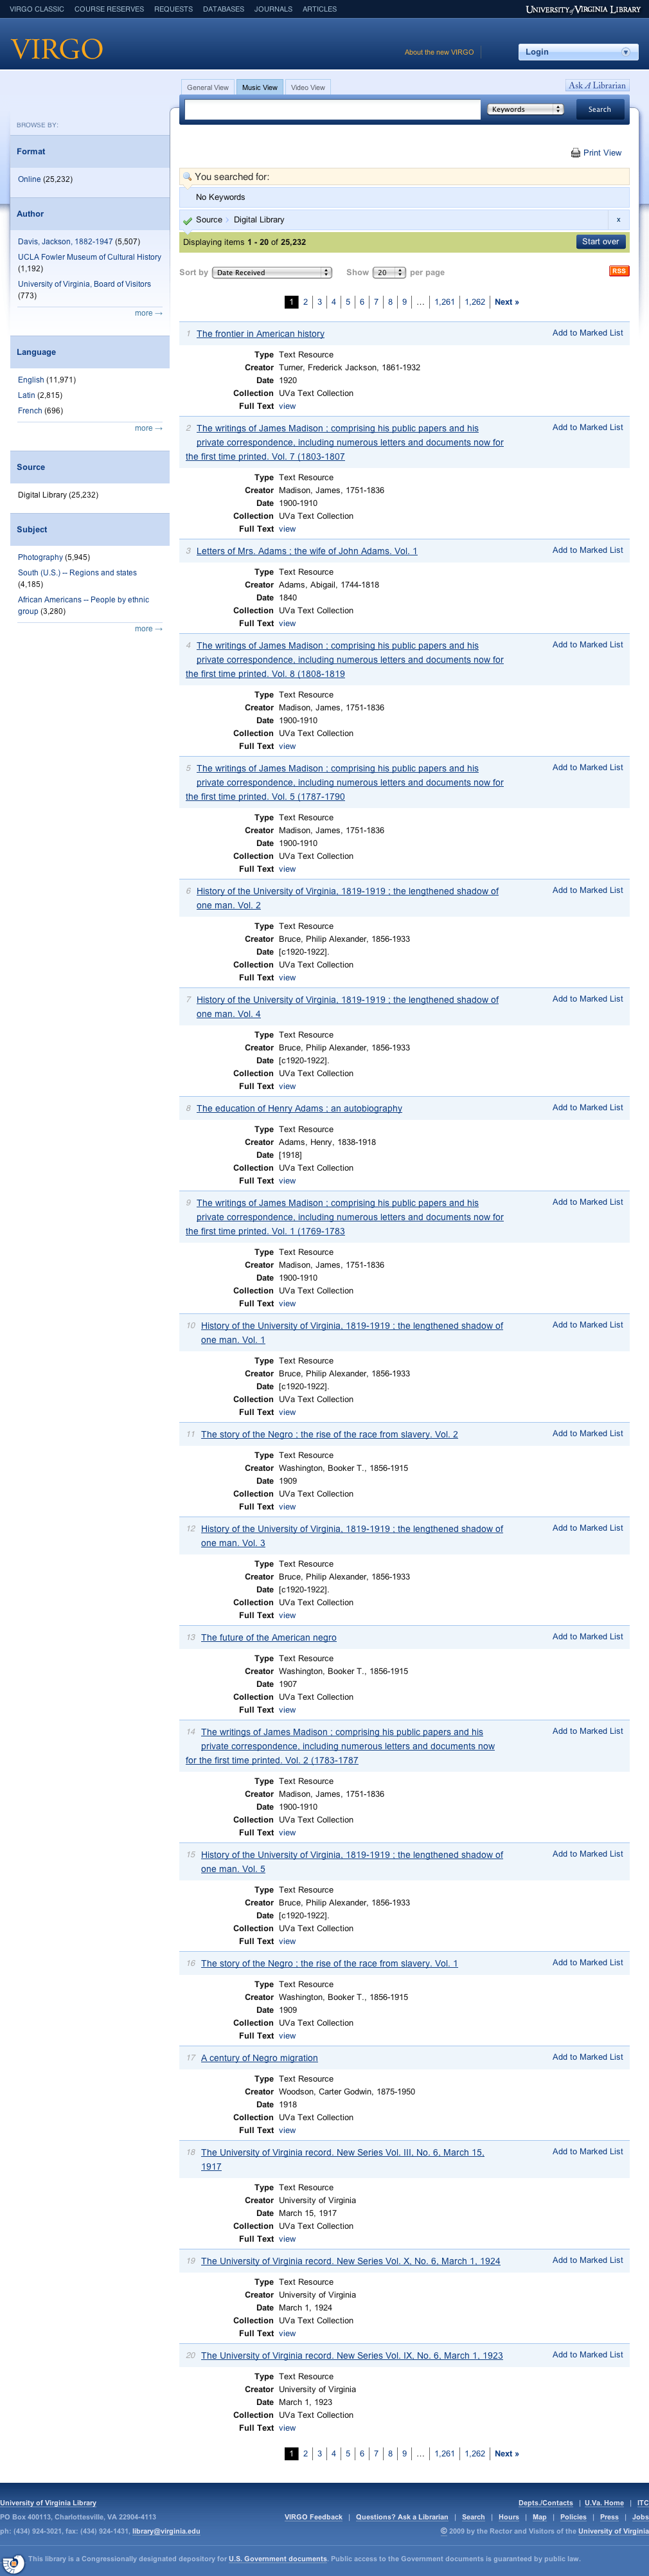 VIRGO CLASSIC COURSE RESERVES REQUESTS DATABASES JOURNALS ARTICLES
UNIVERSITY of VIRGINIA LIBRARY
VIRGO
About the new VIRGO
Login
General View Music View Video View
Ask A Librarian
Keywords
Search
BROWSE BY:
Format
Online (25,232)
Author
Davis, Jackson, 1882-1947 (5,507)
UCLA Fowler Museum of Cultural History
(1,192)
University of Virginia, Board of Visitors
(773)
more →
Language
English (11,971)
Latin (2,815)
French (696)
more →
Source
Digital Library (25,232)
Subject
Photography (5,945)
South (U.S.) -- Regions and states
(4,185)
African Americans -- People by ethnic
group (3,280)
more →
Print View
You searched for:
No Keywords
Source Digital Library x
Displaying items 1 - 20 of 25,232
Start over
Sort by Date Received Show 20 per page
RSS
1 2 3 4 5 6 7 8 9 … 1,261 1,262 Next »
1 The frontier in American history Add to Marked List
Type Text Resource
Creator Turner, Frederick Jackson, 1861-1932
Date 1920
Collection UVa Text Collection
Full Text view
2 The writings of James Madison ; comprising his public papers and his Add to Marked List
private correspondence, including numerous letters and documents now for
the first time printed. Vol. 7 (1803-1807
Type Text Resource
Creator Madison, James, 1751-1836
Date 1900-1910
Collection UVa Text Collection
Full Text view
3 Letters of Mrs. Adams ; the wife of John Adams. Vol. 1 Add to Marked List
Type Text Resource
Creator Adams, Abigail, 1744-1818
Date 1840
Collection UVa Text Collection
Full Text view
4 The writings of James Madison ; comprising his public papers and his Add to Marked List
private correspondence, including numerous letters and documents now for
the first time printed. Vol. 8 (1808-1819
Type Text Resource
Creator Madison, James, 1751-1836
Date 1900-1910
Collection UVa Text Collection
Full Text view
5 The writings of James Madison ; comprising his public papers and his Add to Marked List
private correspondence, including numerous letters and documents now for
the first time printed. Vol. 5 (1787-1790
Type Text Resource
Creator Madison, James, 1751-1836
Date 1900-1910
Collection UVa Text Collection
Full Text view
6 History of the University of Virginia, 1819-1919 ; the lengthened shadow of Add to Marked List
one man. Vol. 2
Type Text Resource
Creator Bruce, Philip Alexander, 1856-1933
Date [c1920-1922].
Collection UVa Text Collection
Full Text view
7 History of the University of Virginia, 1819-1919 ; the lengthened shadow of Add to Marked List
one man. Vol. 4
Type Text Resource
Creator Bruce, Philip Alexander, 1856-1933
Date [c1920-1922].
Collection UVa Text Collection
Full Text view
8 The education of Henry Adams ; an autobiography Add to Marked List
Type Text Resource
Creator Adams, Henry, 1838-1918
Date [1918]
Collection UVa Text Collection
Full Text view
9 The writings of James Madison ; comprising his public papers and his Add to Marked List
private correspondence, including numerous letters and documents now for
the first time printed. Vol. 1 (1769-1783
Type Text Resource
Creator Madison, James, 1751-1836
Date 1900-1910
Collection UVa Text Collection
Full Text view
10 History of the University of Virginia, 1819-1919 ; the lengthened shadow of Add to Marked List
one man. Vol. 1
Type Text Resource
Creator Bruce, Philip Alexander, 1856-1933
Date [c1920-1922].
Collection UVa Text Collection
Full Text view
11 The story of the Negro ; the rise of the race from slavery. Vol. 2 Add to Marked List
Type Text Resource
Creator Washington, Booker T., 1856-1915
Date 1909
Collection UVa Text Collection
Full Text view
12 History of the University of Virginia, 1819-1919 ; the lengthened shadow of Add to Marked List
one man. Vol. 3
Type Text Resource
Creator Bruce, Philip Alexander, 1856-1933
Date [c1920-1922].
Collection UVa Text Collection
Full Text view
13 The future of the American negro Add to Marked List
Type Text Resource
Creator Washington, Booker T., 1856-1915
Date 1907
Collection UVa Text Collection
Full Text view
14 The writings of James Madison ; comprising his public papers and his Add to Marked List
private correspondence, including numerous letters and documents now
for the first time printed. Vol. 2 (1783-1787
Type Text Resource
Creator Madison, James, 1751-1836
Date 1900-1910
Collection UVa Text Collection
Full Text view
15 History of the University of Virginia, 1819-1919 ; the lengthened shadow of Add to Marked List
one man. Vol. 5
Type Text Resource
Creator Bruce, Philip Alexander, 1856-1933
Date [c1920-1922].
Collection UVa Text Collection
Full Text view
16 The story of the Negro ; the rise of the race from slavery. Vol. 1 Add to Marked List
Type Text Resource
Creator Washington, Booker T., 1856-1915
Date 1909
Collection UVa Text Collection
Full Text view
17 A century of Negro migration Add to Marked List
Type Text Resource
Creator Woodson, Carter Godwin, 1875-1950
Date 1918
Collection UVa Text Collection
Full Text view
18 The University of Virginia record. New Series Vol. III, No. 6, March 15, Add to Marked List
1917
Type Text Resource
Creator University of Virginia
Date March 15, 1917
Collection UVa Text Collection
Full Text view
19 The University of Virginia record. New Series Vol. X, No. 6, March 1, 1924 Add to Marked List
Type Text Resource
Creator University of Virginia
Date March 1, 1924
Collection UVa Text Collection
Full Text view
20 The University of Virginia record. New Series Vol. IX, No. 6, March 1, 1923 Add to Marked List
Type Text Resource
Creator University of Virginia
Date March 1, 1923
Collection UVa Text Collection
Full Text view
1 2 3 4 5 6 7 8 9 … 1,261 1,262 Next »
University of Virginia Library Depts./Contacts | U.Va. Home | ITC
PO Box 400113, Charlottesville, VA 22904-4113 VIRGO Feedback | Questions? Ask a Librarian | Search | Hours | Map | Policies | Press | Jobs
ph: (434) 924-3021, fax: (434) 924-1431, library@virginia.edu © 2009 by the Rector and Visitors of the University of Virginia
This library is a Congressionally designated depository for U.S. Government documents. Public access to the Government documents is guaranteed by public law.